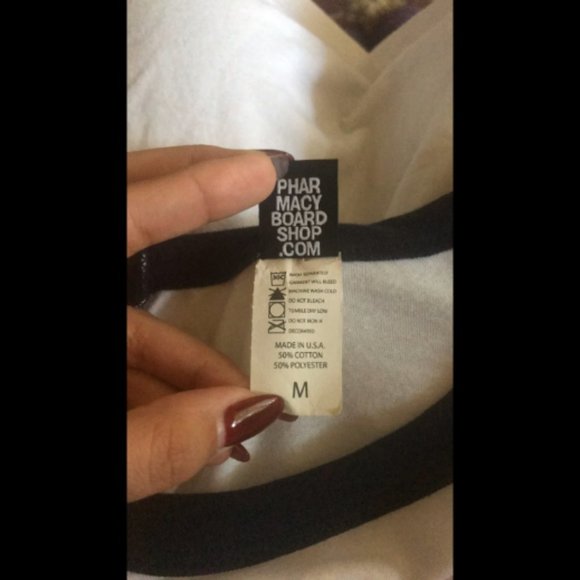 PHAR
MACY
BOARD
SHOP
.COM
WASH SEPARATELY
GARMENT WILL BLEED
MACHINE WASH COLD
DO NOT BLEACH
TUMBLE DRY LOW
DO NOT IRON IF
DECORATED
MADE IN U.S.A.
50% COTTON
50% POLYESTER
M